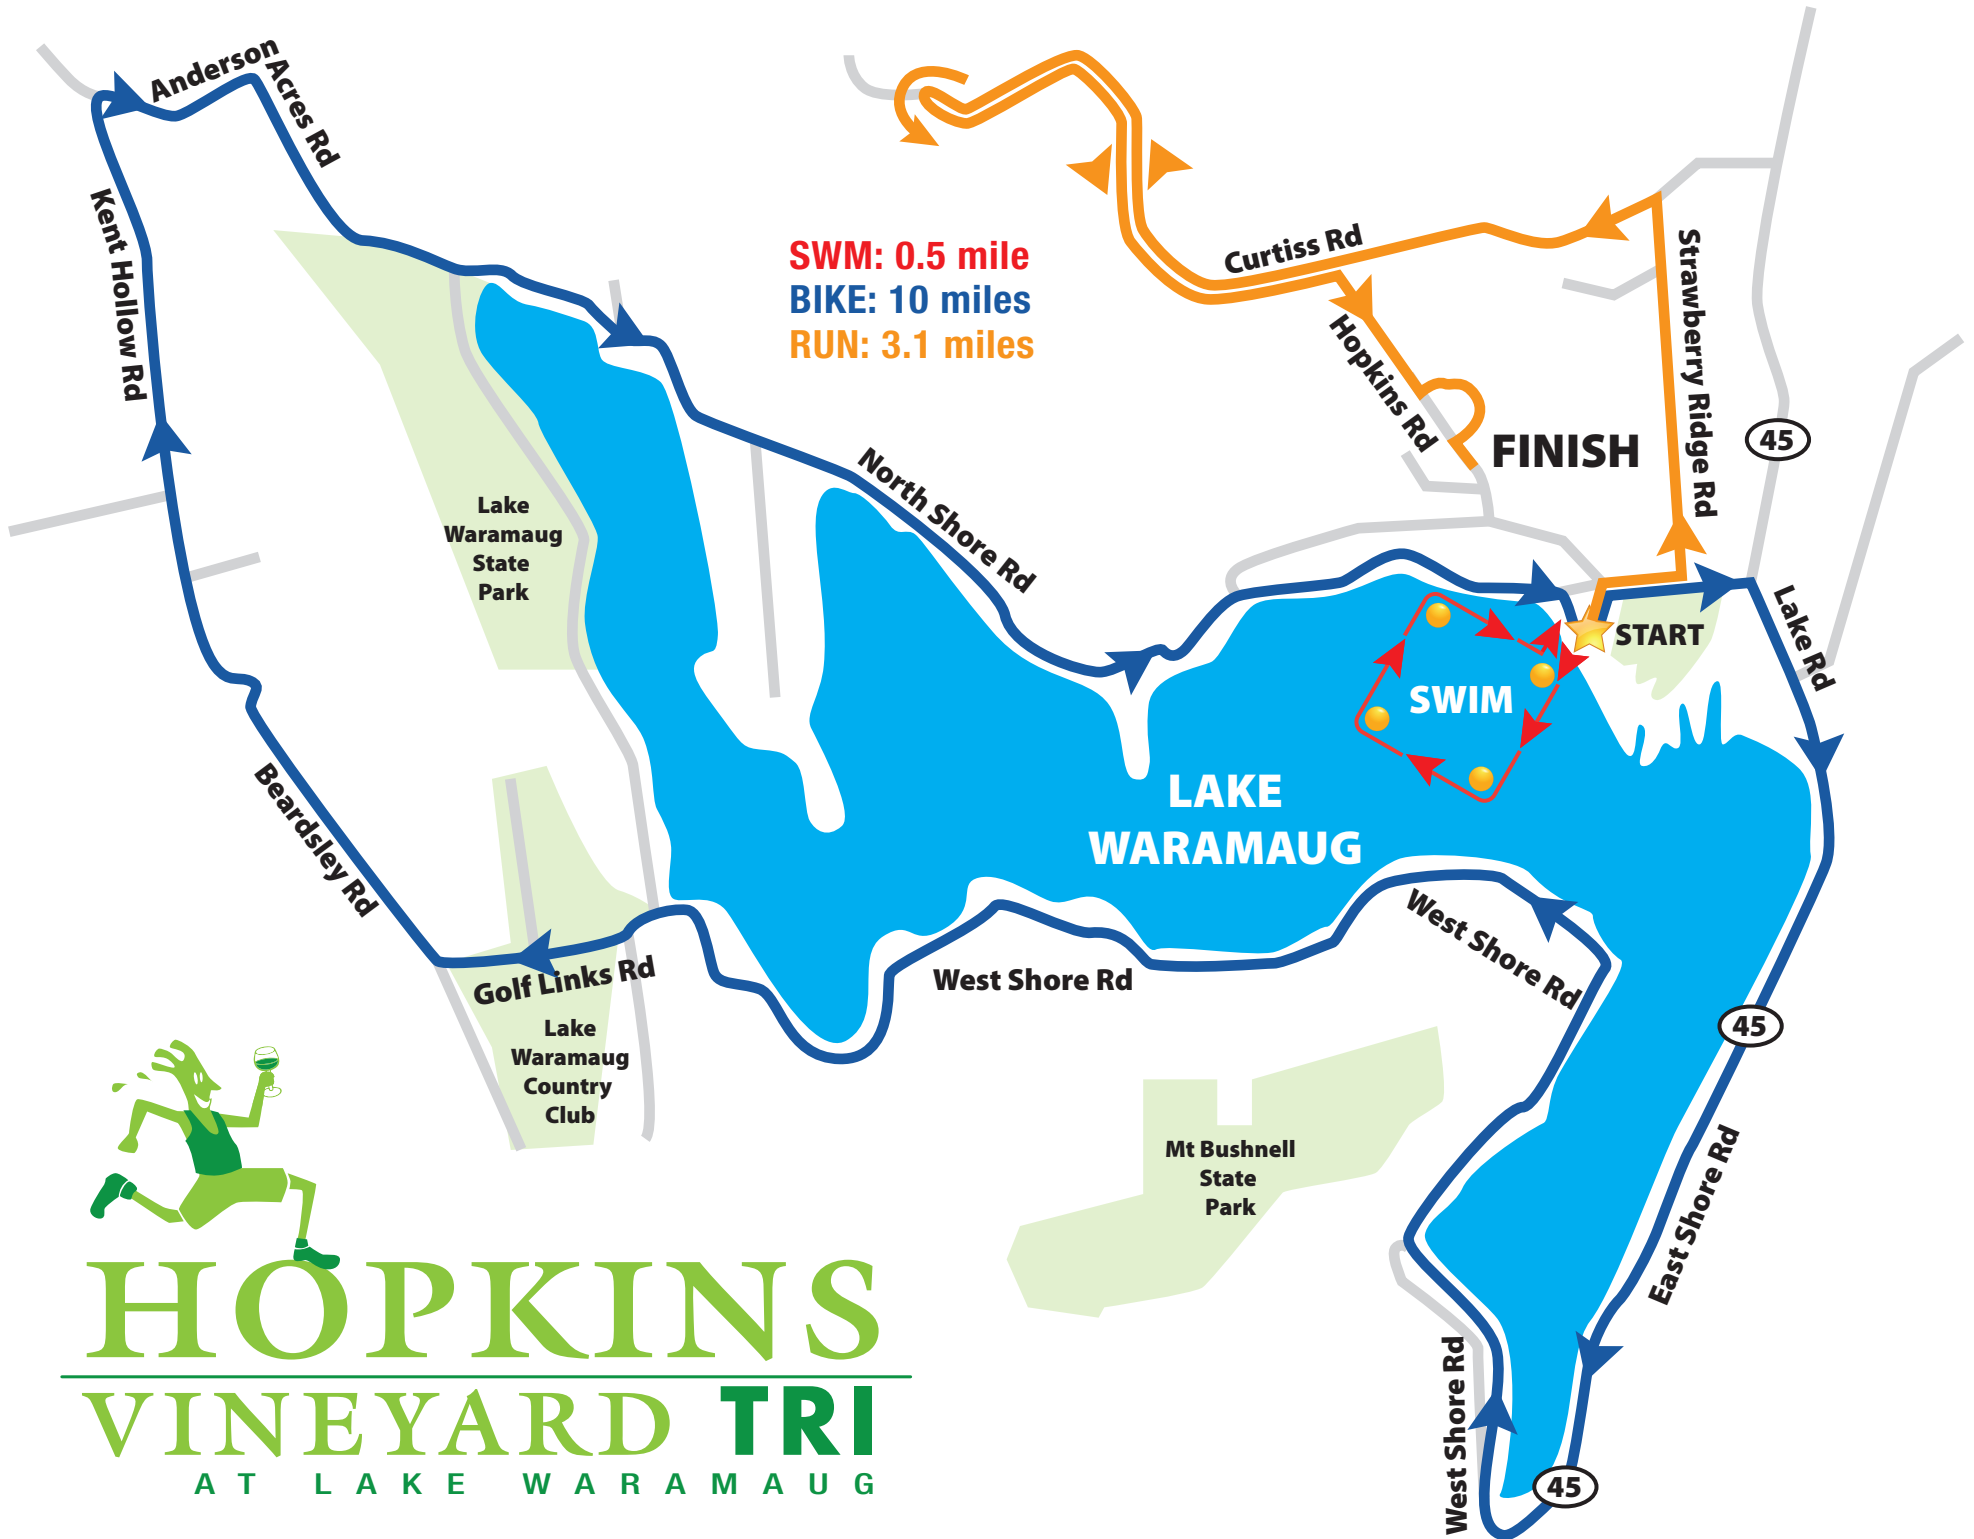 Anderson
Acres Rd
Kent Hollow Rd
SWM: 0.5 mile
BIKE: 10 miles
RUN: 3.1 miles
Curtiss Rd
Strawberry Ridge Rd
Hopkins Rd
FINISH
45
North Shore Rd
Lake
Waramaug
State
Park
START
Lake Rd
SWIM
LAKE
WARAMAUG
Beardsley Rd
West Shore Rd
West Shore Rd
Golf Links Rd
Lake
Waramaug
Country
Club
45
Mt Bushnell
State
Park
East Shore Rd
West Shore Rd
45
HOPKINS
VINEYARD TRI
AT LAKE WARAMAUG